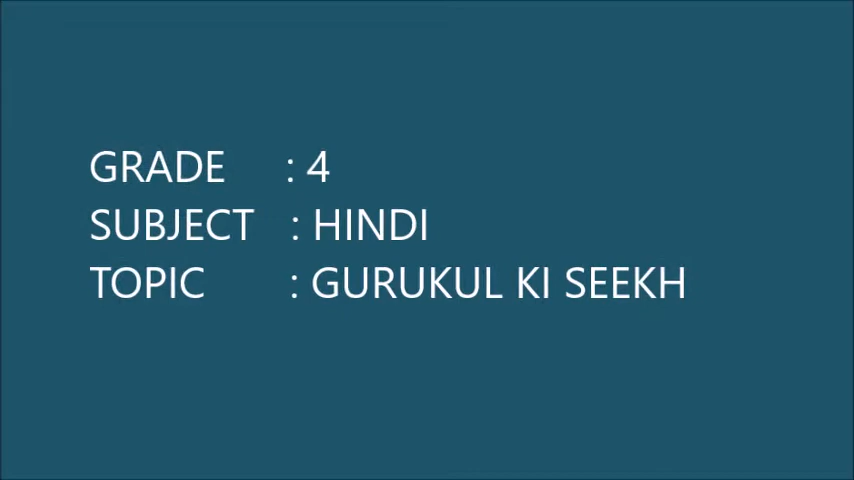 GRADE : 4
SUBJECT : HINDI
TOPIC : GURUKUL KI SEEKH